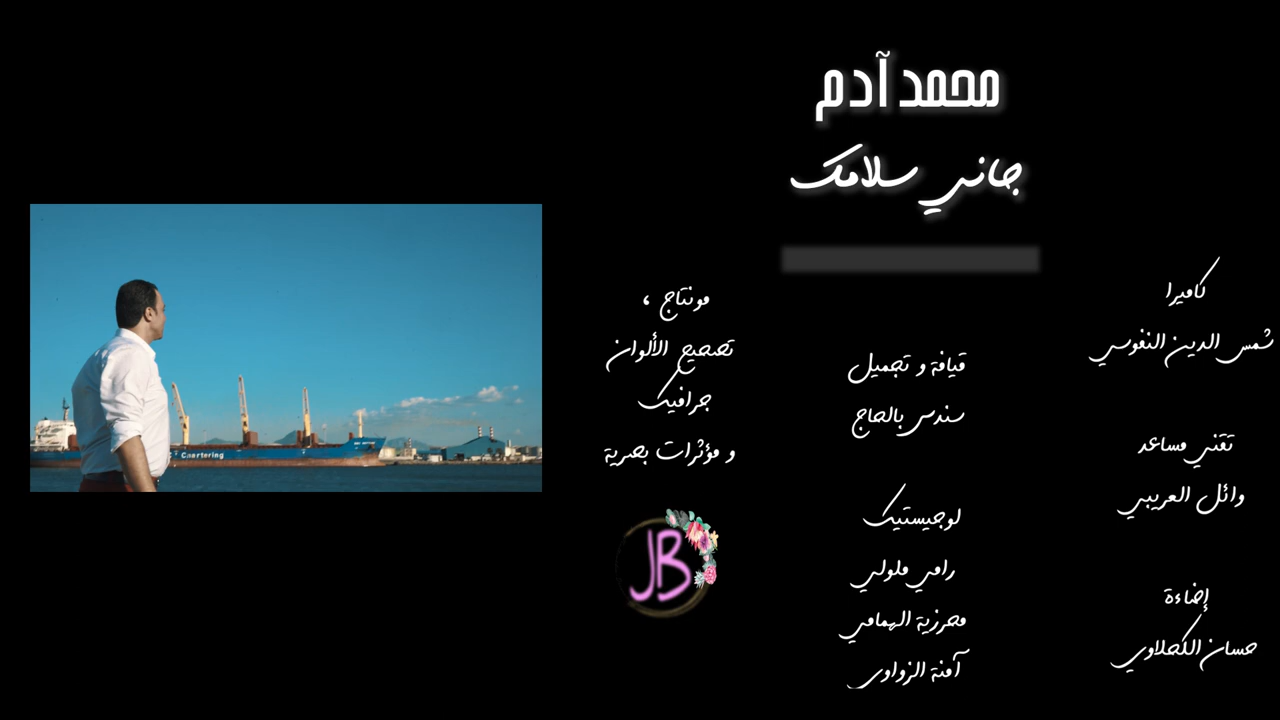 محمد آدم
جاني سلامك
كاميرا
شمس الدين النفوسي
تقني مساعد
وائل العريبي
إضاءة
حسان الكحلاوي
قيافة و تجميل
سندس بالحاج
لوجيستيك
رامي ملولي
محرزية الهمامي
آمنة الزواوي
مونتاج ،
تصحيح الألوان
جرافيك
و مؤثرات بصرية
JB
Chartering